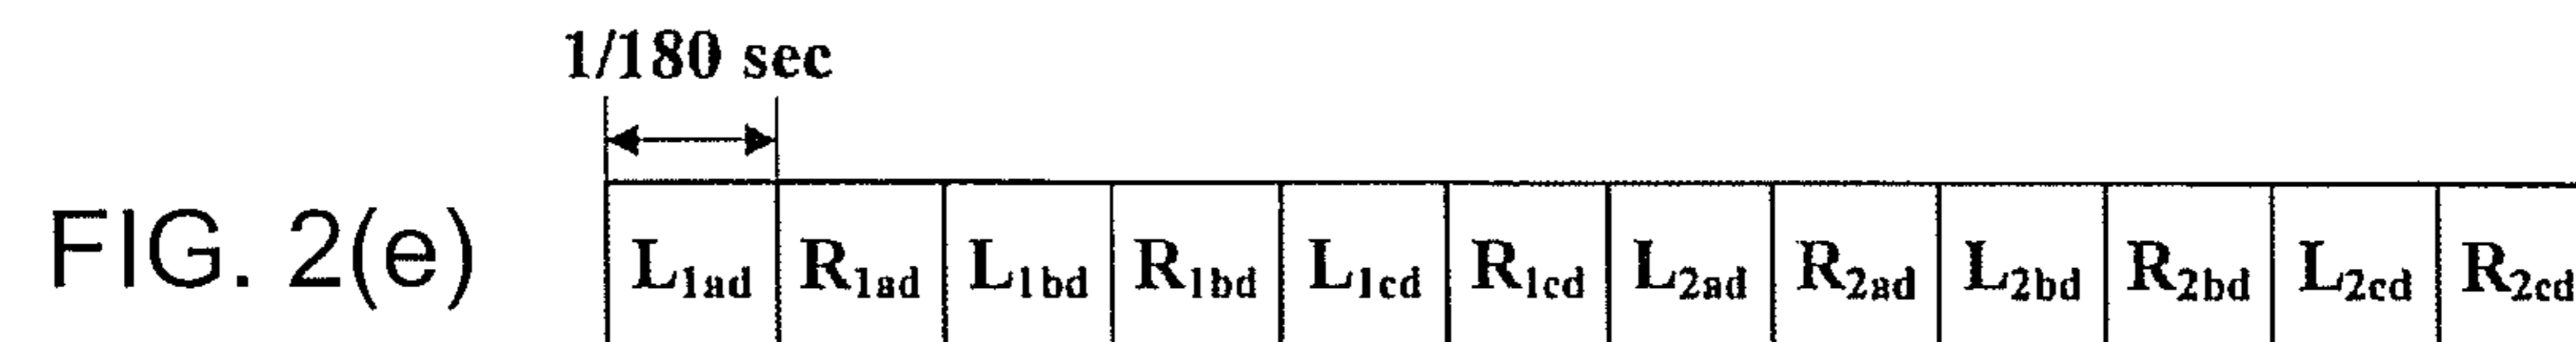 1/180 sec
FIG. 2(e) L1ad R1ad L1bd R1bd L1cd R1cd L2ad R2ad L2bd R2bd L2cd R2cd